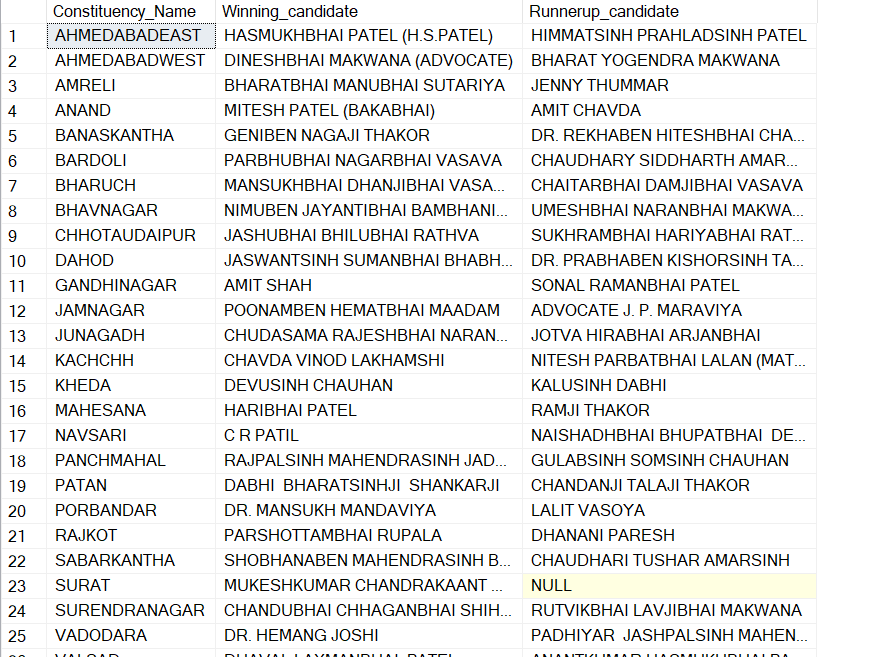 Constituency_Name Winning_candidate Runnerup_candidate
1 AHMEDABADEAST HASMUKHBHAI PATEL (H.S.PATEL) HIMMATSINH PRAHLADSINH PATEL
2 AHMEDABADWEST DINESHBHAI MAKWANA (ADVOCATE) BHARAT YOGENDRA MAKWANA
3 AMRELI BHARATBHAI MANUBHAI SUTARIYA JENNY THUMMAR
4 ANAND MITESH PATEL (BAKABHAI) AMIT CHAVDA
5 BANASKANTHA GENIBEN NAGAJI THAKOR DR. REKHABEN HITESHBHAI CHA...
6 BARDOLI PARBHUBHAI NAGARBHAI VASAVA CHAUDHARY SIDDHARTH AMAR...
7 BHARUCH MANSUKHBHAI DHANJIBHAI VASA... CHAITARBHAI DAMJIBHAI VASAVA
8 BHAVNAGAR NIMUBEN JAYANTIBHAI BAMBHANI... UMESHBHAI NARANBHAI MAKWA...
9 CHHOTAUDAIPUR JASHUBHAI BHILUBHAI RATHVA SUKHRAMBHAI HARIYABHAI RAT...
10 DAHOD JASWANTSINH SUMANBHAI BHABH... DR. PRABHABEN KISHORSINH TA...
11 GANDHINAGAR AMIT SHAH SONAL RAMANBHAI PATEL
12 JAMNAGAR POONAMBEN HEMATBHAI MAADAM ADVOCATE J. P. MARAVIYA
13 JUNAGADH CHUDASAMA RAJESHBHAI NARAN... JOTVA HIRABHAI ARJANBHAI
14 KACHCHH CHAVDA VINOD LAKHAMSHI NITESH PARBATBHAI LALAN (MAT...
15 KHEDA DEVUSINH CHAUHAN KALUSINH DABHI
16 MAHESANA HARIBHAI PATEL RAMJI THAKOR
17 NAVSARI C R PATIL NAISHADHBHAI BHUPATBHAI  DE...
18 PANCHMAHAL RAJPALSINH MAHENDRASINH JAD... GULABSINH SOMSINH CHAUHAN
19 PATAN DABHI  BHARATSINHJI  SHANKARJI CHANDANJI TALAJI THAKOR
20 PORBANDAR DR. MANSUKH MANDAVIYA LALIT VASOYA
21 RAJKOT PARSHOTTAMBHAI RUPALA DHANANI PARESH
22 SABARKANTHA SHOBHANABEN MAHENDRASINH B... CHAUDHARI TUSHAR AMARSINH
23 SURAT MUKESHKUMAR CHANDRAKAANT ... NULL
24 SURENDRANAGAR CHANDUBHAI CHHAGANBHAI SHIH... RUTVIKBHAI LAVJIBHAI MAKWANA
25 VADODARA DR. HEMANG JOSHI PADHIYAR  JASHPALSINH MAHEN...